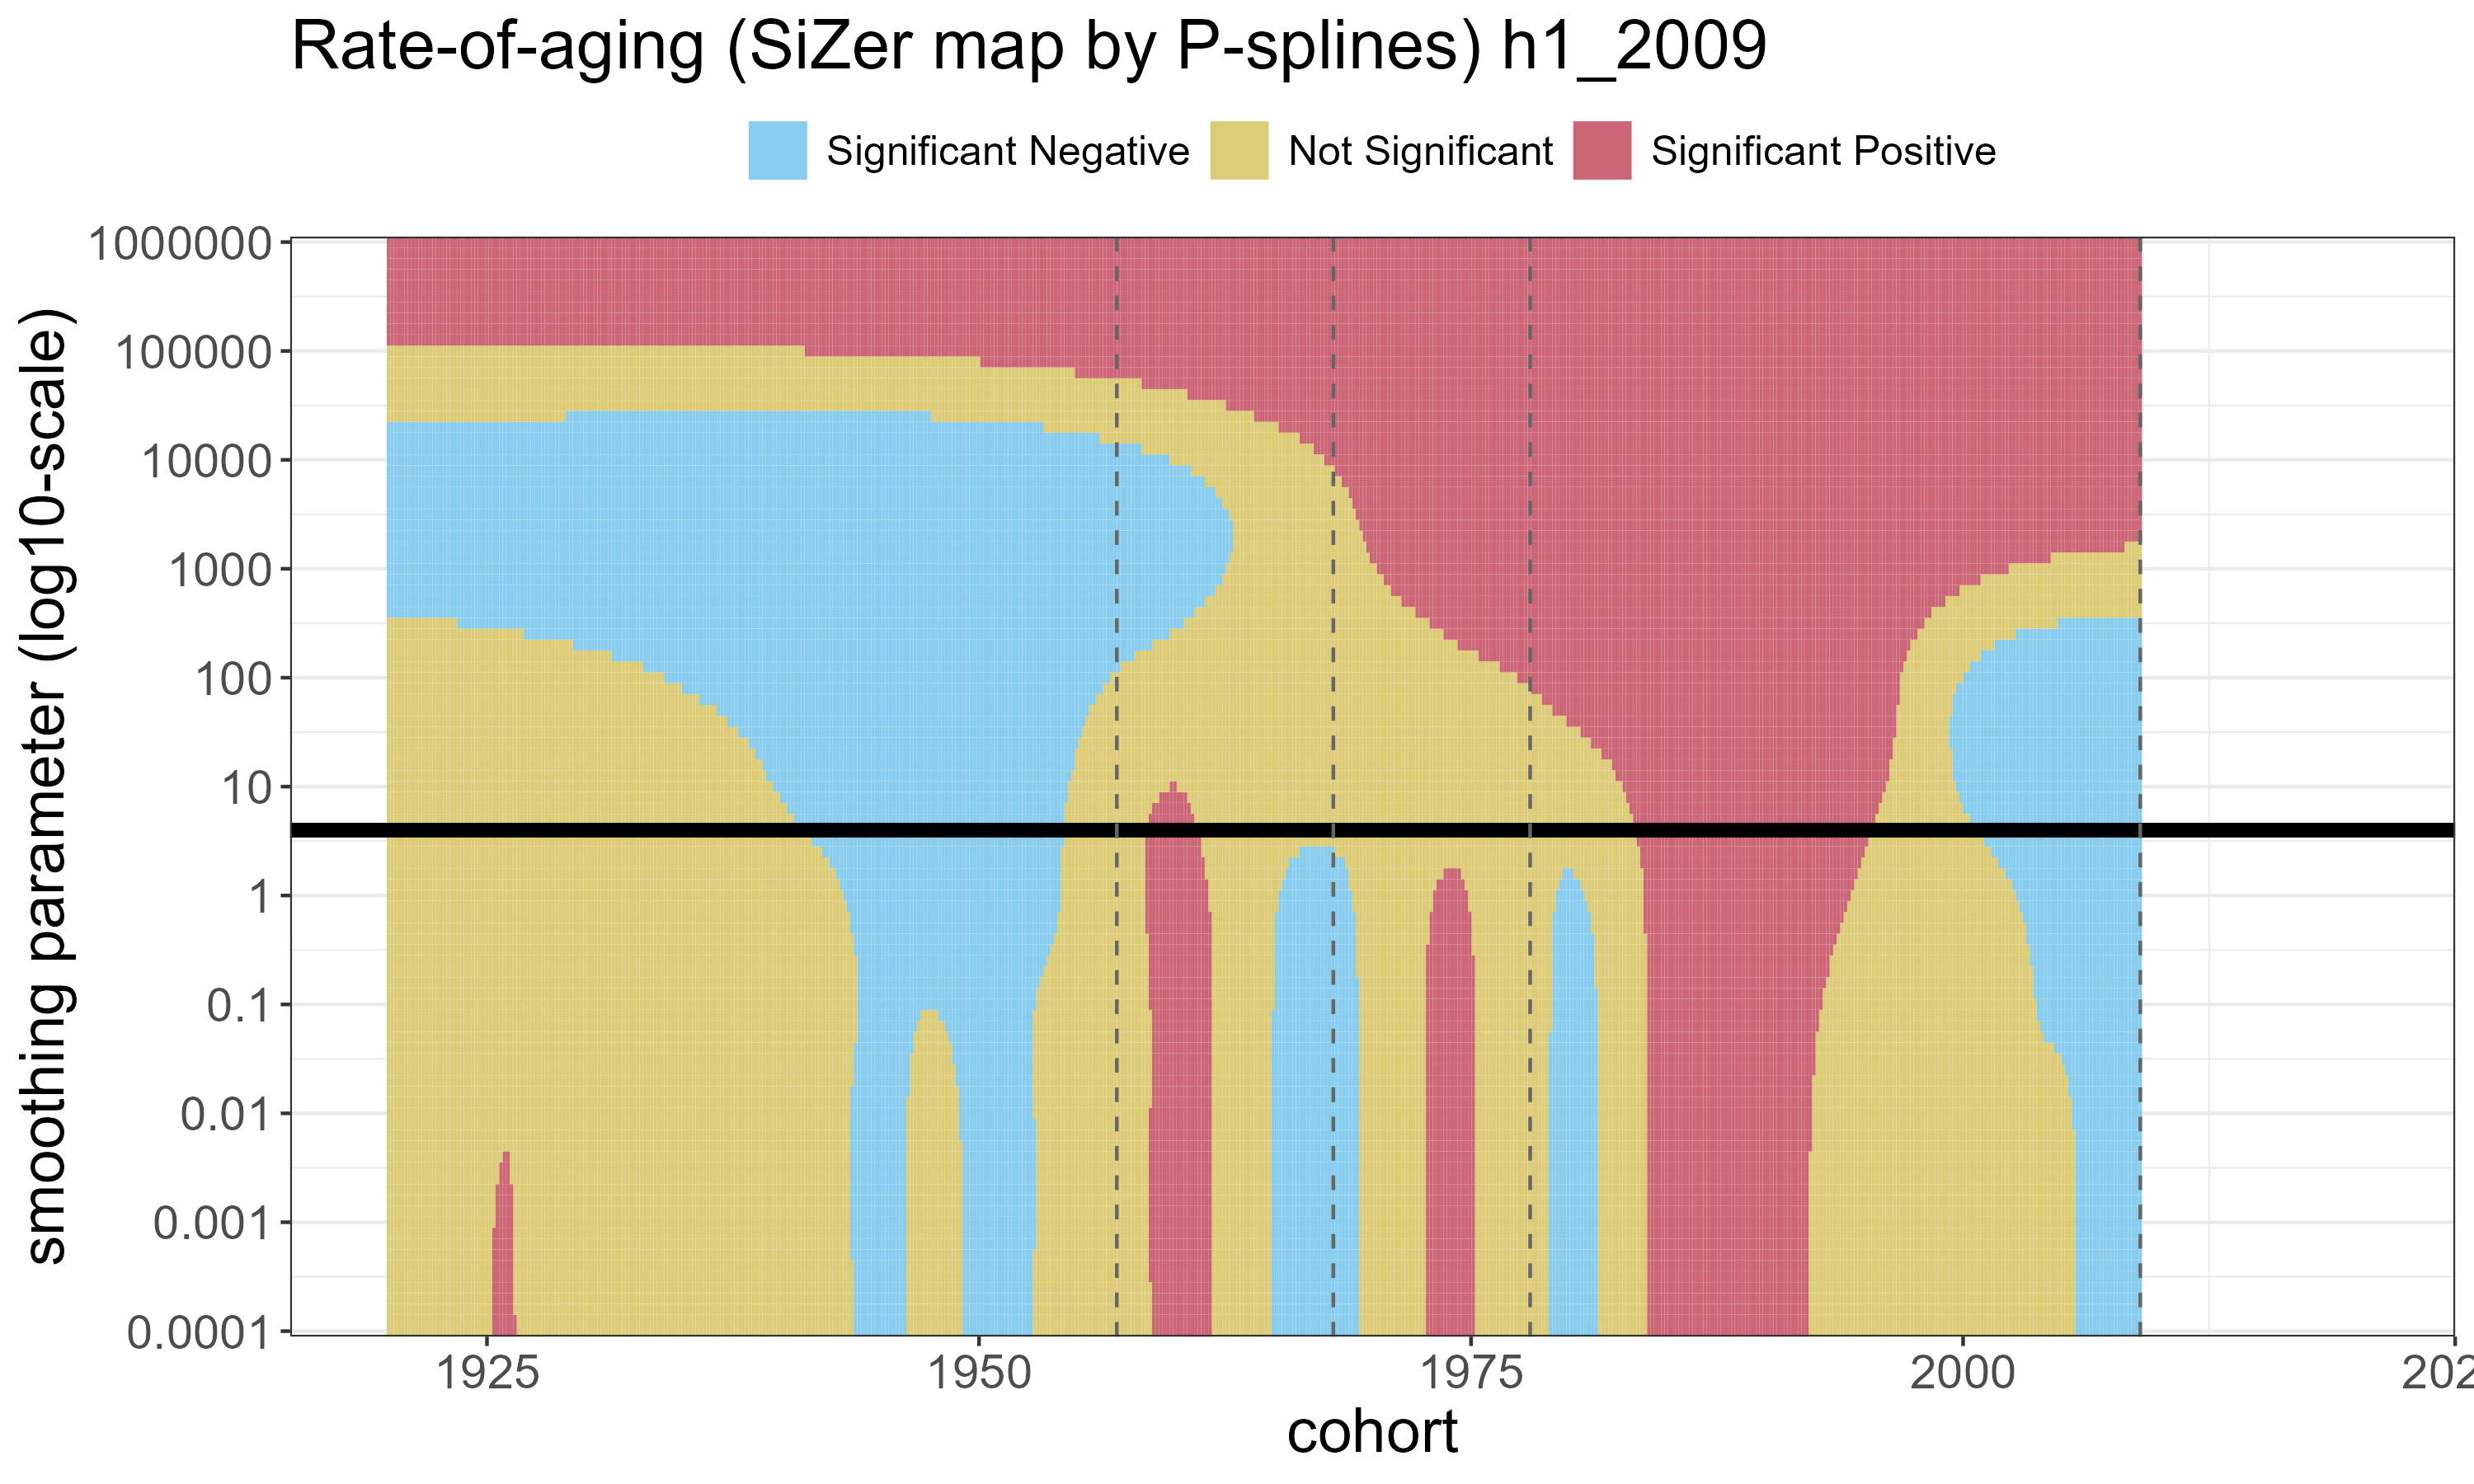 Rate-of-aging (SiZer map by P-splines) h1_2009
Significant Negative Not Significant Significant Positive
smoothing parameter (log10-scale)
1000000
100000
10000
1000
100
10
1
0.1
0.01
0.001
0.0001
1925 1950 1975 2000 202
cohort